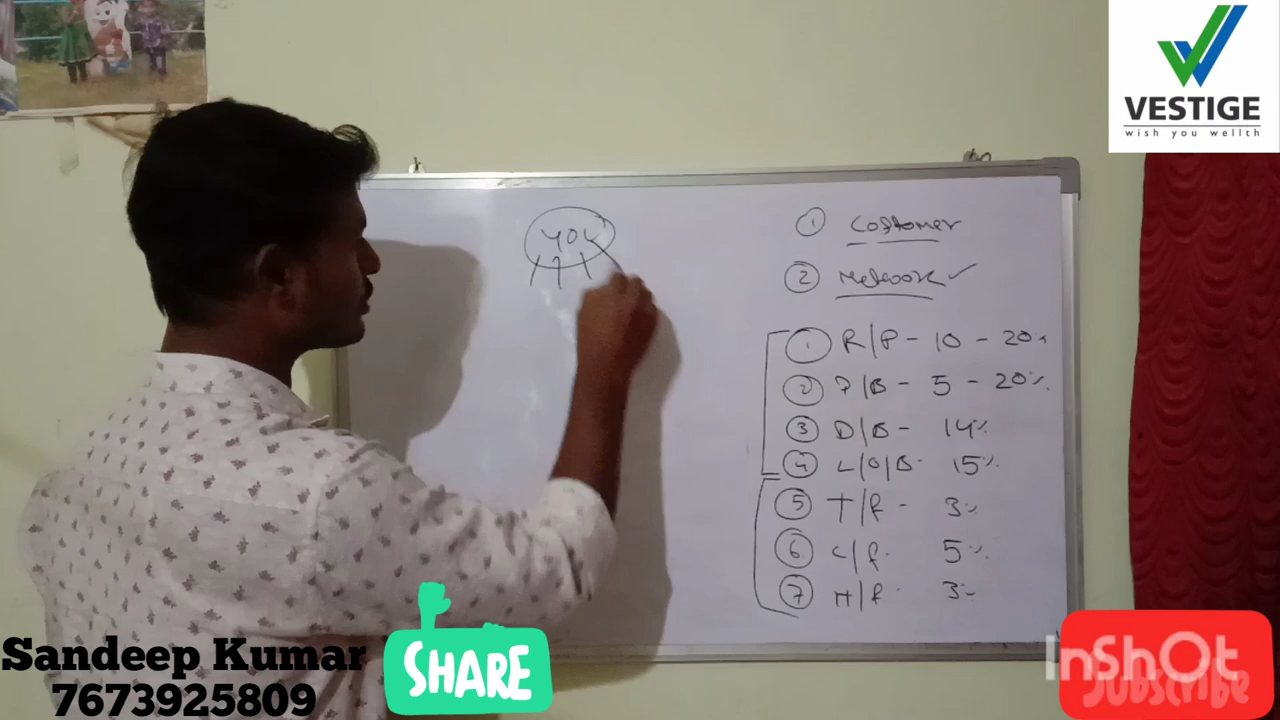 VESTIGE
wish you wellth
YOU
① Costomer
② Network ✓
① R/P - 10 - 20%
② P/B - 5 - 20%
③ D/B - 14%
④ L/O/B - 15%
⑤ T/F - 3%
⑥ C/F - 5%
⑦ H/F - 3%
Sandeep Kumar
7673925809
SHARE
InShOt
Subscribe